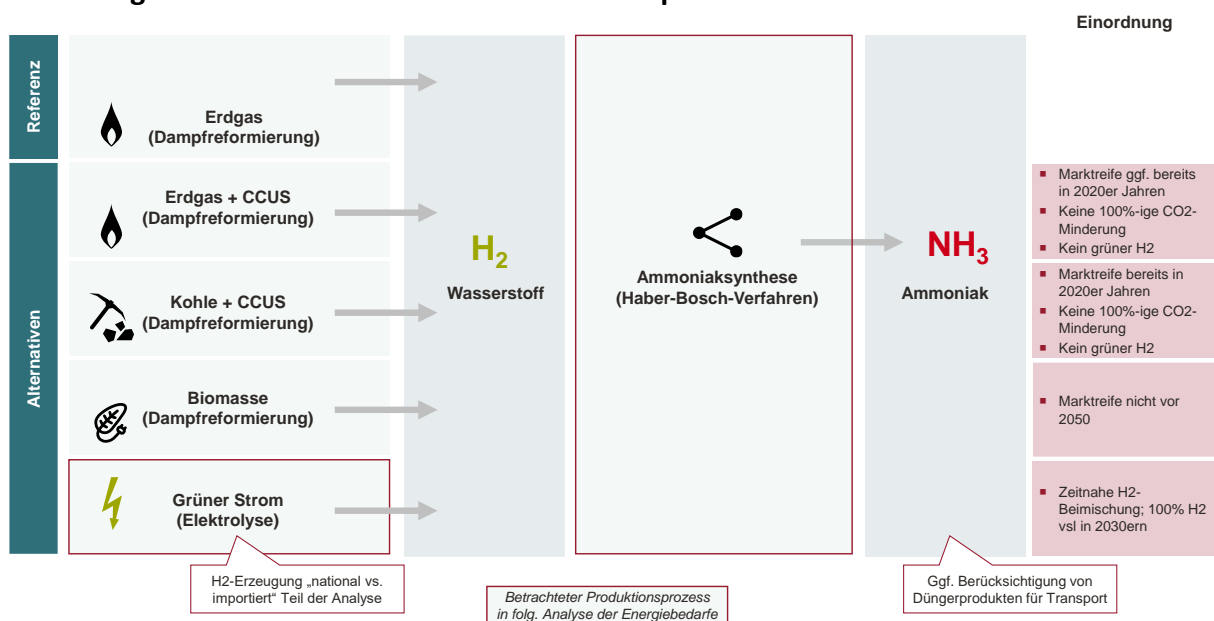 Einordnung
Referenz
Erdgas
(Dampfreformierung)
Alternativen
Erdgas + CCUS
(Dampfreformierung)
Kohle + CCUS
(Dampfreformierung)
Biomasse
(Dampfreformierung)
Grüner Strom
(Elektrolyse)
H2-Erzeugung „national vs.
importiert“ Teil der Analyse
H₂
Wasserstoff
Ammoniaksynthese
(Haber-Bosch-Verfahren)
Betrachteter Produktionsprozess
in folg. Analyse der Energiebedarfe
NH₃
Ammoniak
Ggf. Berücksichtigung von
Düngerprodukten für Transport
▪ Marktreife ggf. bereits
in 2020er Jahren
▪ Keine 100%-ige CO2-
Minderung
▪ Kein grüner H2
▪ Marktreife bereits in
2020er Jahren
▪ Keine 100%-ige CO2-
Minderung
▪ Kein grüner H2
▪ Marktreife nicht vor
2050
▪ Zeitnahe H2-
Beimischung; 100% H2
vsl in 2030ern